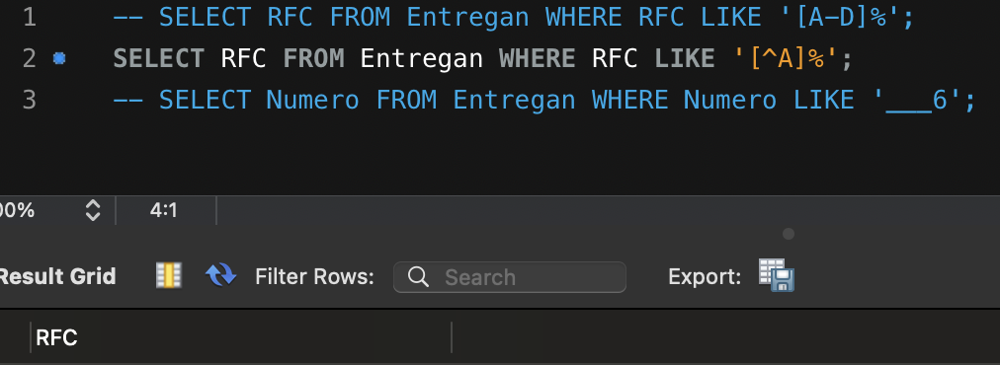 1 -- SELECT RFC FROM Entregan WHERE RFC LIKE '[A-D]%';
2 SELECT RFC FROM Entregan WHERE RFC LIKE '[^A]%';
3 -- SELECT Numero FROM Entregan WHERE Numero LIKE '___6';
00% 4:1
Result Grid Filter Rows: Search Export:
RFC